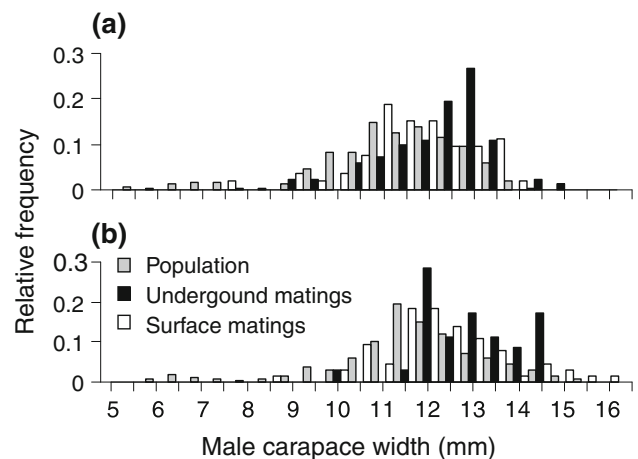 (a)
0.3
0.2
0.1
0
Relative frequency
(b)
0.3
0.2
0.1
0
Population
Undergound matings
Surface matings
5 6 7 8 9 10 11 12 13 14 15 16
Male carapace width (mm)